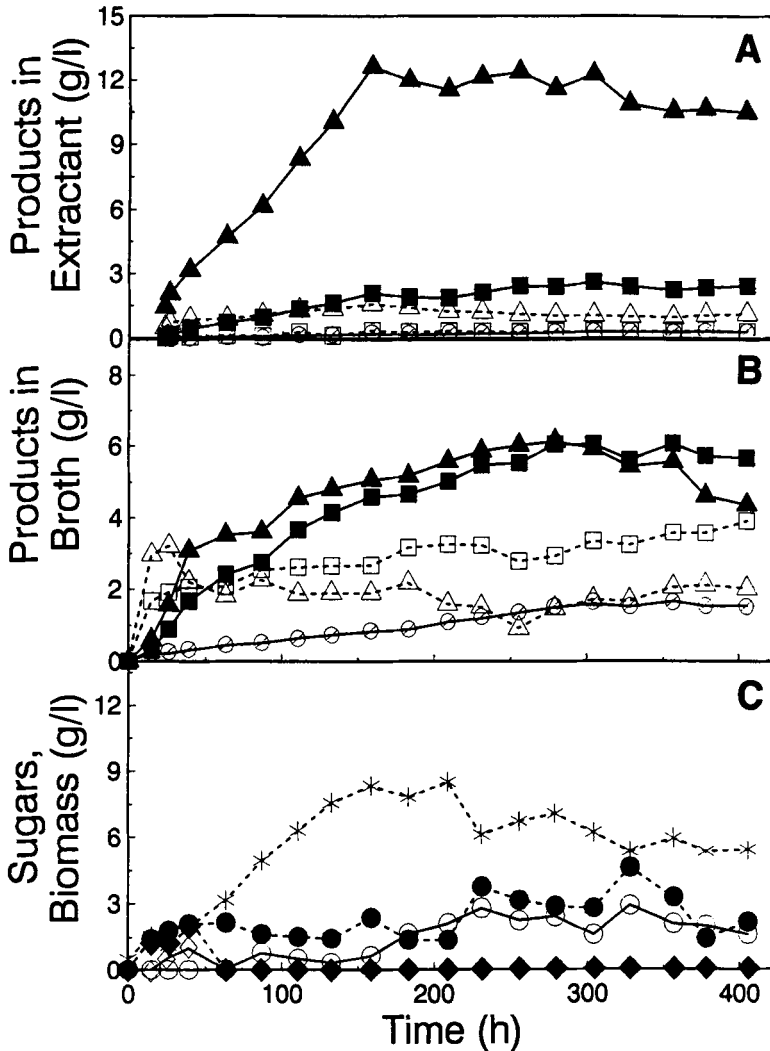 A
Products in
Extractant (g/l)
15
12
9
6
3
0
B
Products in
Broth (g/l)
8
6
4
2
0
C
Sugars,
Biomass (g/l)
12
9
6
3
0
0 100 200 300 400
Time (h)